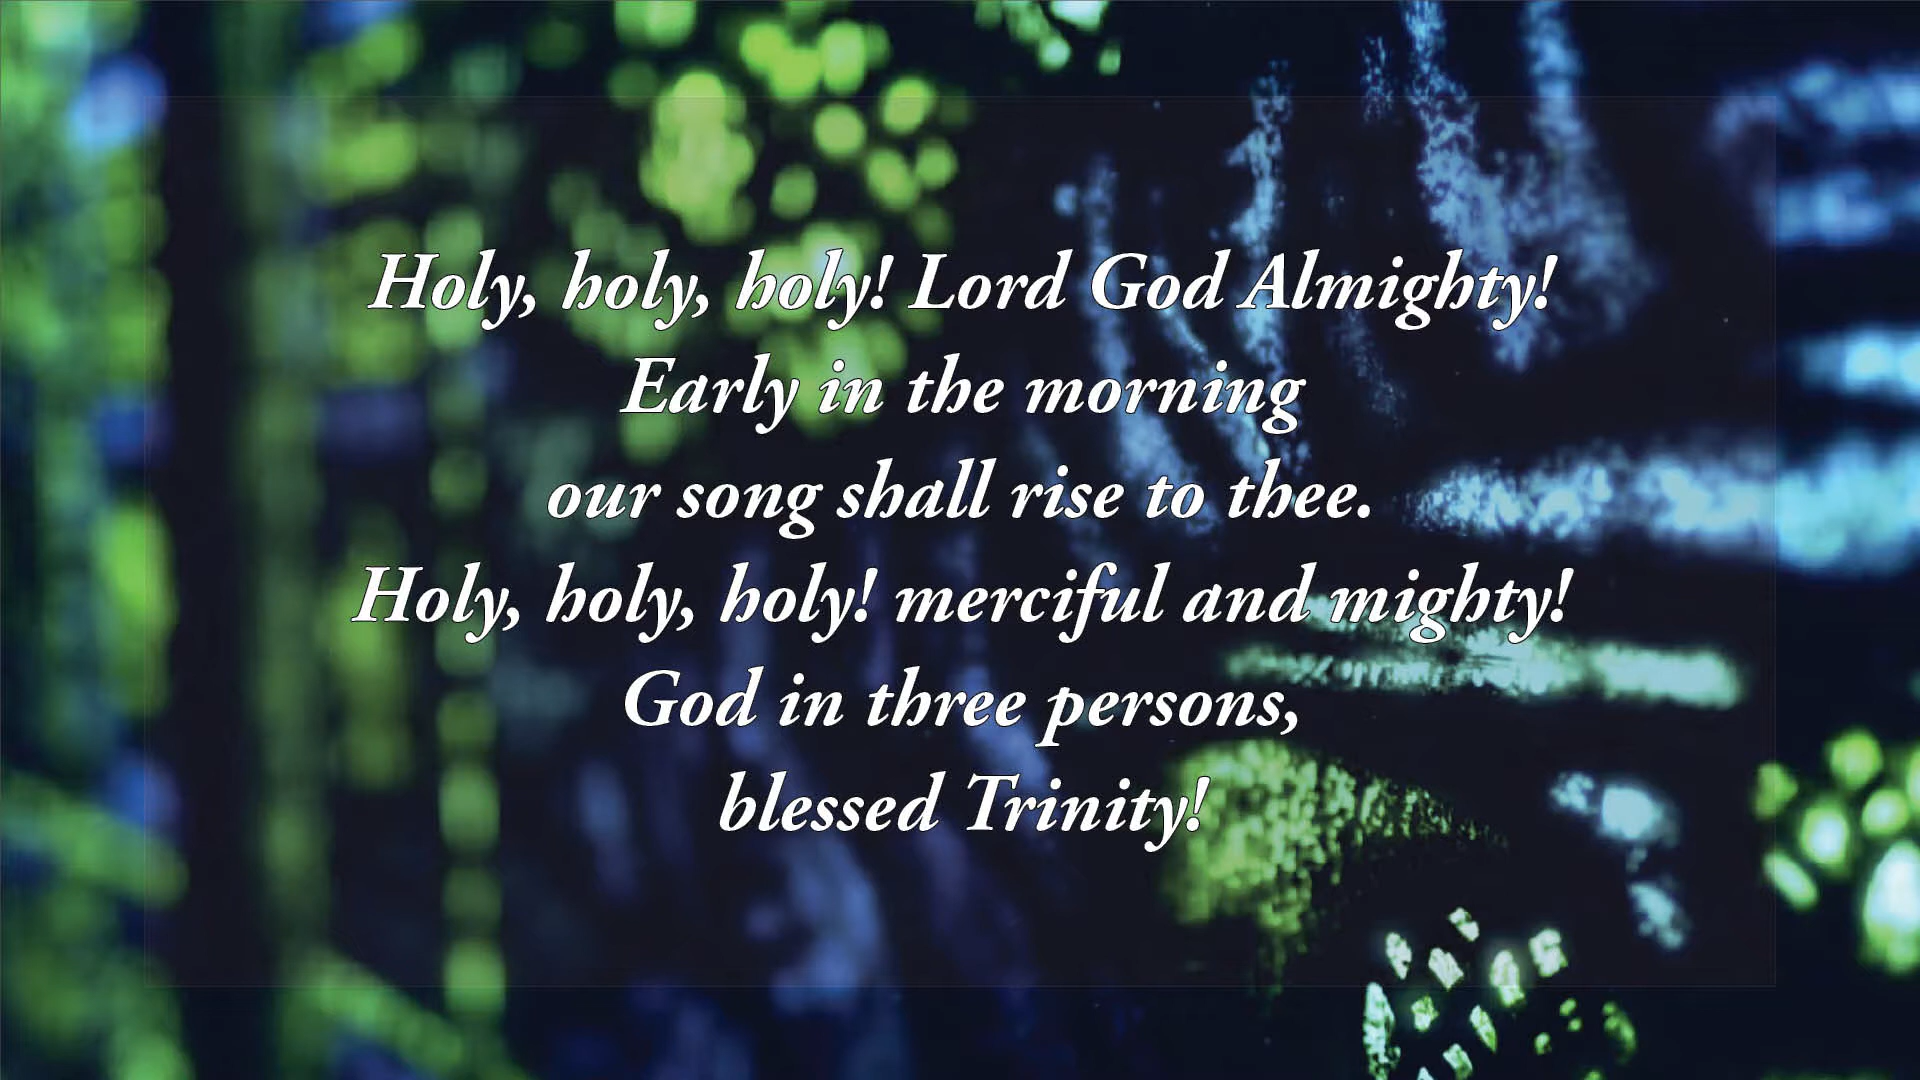 Holy, holy, holy! Lord God Almighty!
Early in the morning
our song shall rise to thee.
Holy, holy, holy! merciful and mighty!
God in three persons,
blessed Trinity!